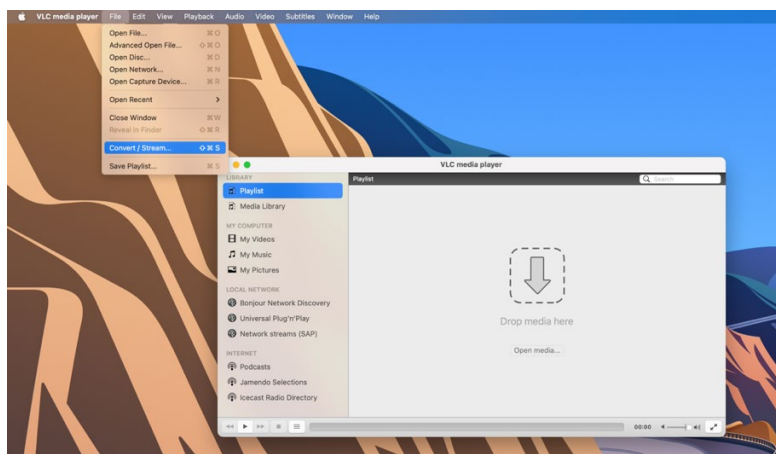 VLC media player File Edit View Playback Audio Video Subtitles Window Help
Open File... ⌘ O
Advanced Open File... ⇧ ⌘ O
Open Disc... ⌘ D
Open Network... ⌘ N
Open Capture Device... ⌘ R
Open Recent >
Close Window ⌘ W
Reveal in Finder ⇧ ⌘ R
Convert / Stream... ⇧ ⌘ S
Save Playlist... ⌘ S
VLC media player
LIBRARY
Playlist
Media Library
MY COMPUTER
My Videos
My Music
My Pictures
LOCAL NETWORK
Bonjour Network Discovery
Universal Plug'n'Play
Network streams (SAP)
INTERNET
Podcasts
Jamendo Selections
Icecast Radio Directory
Playlist
Search
Drop media here
Open media...
00:00